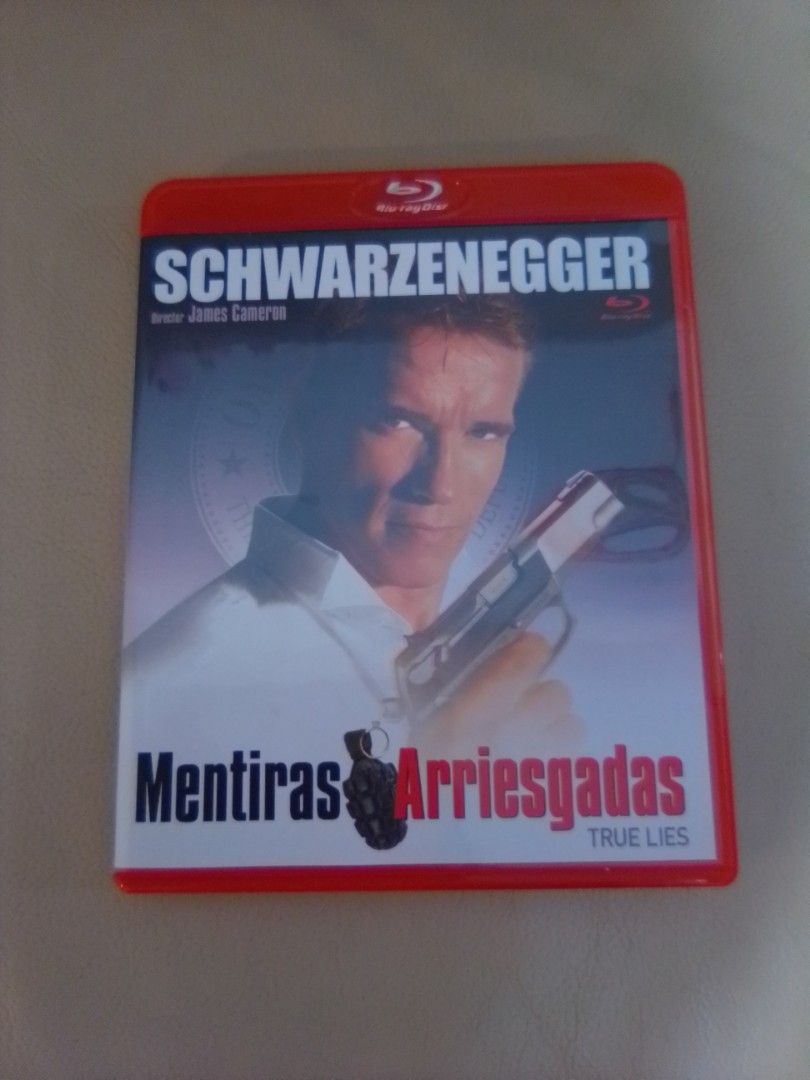 Blu-ray Disc
SCHWARZENEGGER
Director James Cameron
Blu-ray Disc
Mentiras Arriesgadas
TRUE LIES